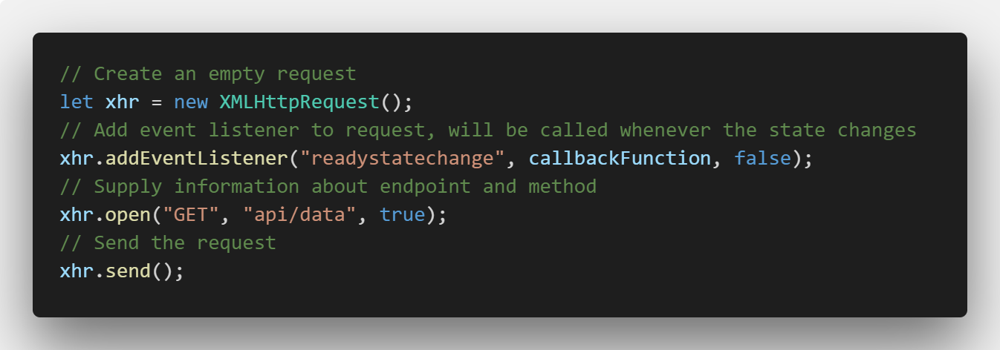 // Create an empty request
let xhr = new XMLHttpRequest();
// Add event listener to request, will be called whenever the state changes
xhr.addEventListener("readystatechange", callbackFunction, false);
// Supply information about endpoint and method
xhr.open("GET", "api/data", true);
// Send the request
xhr.send();